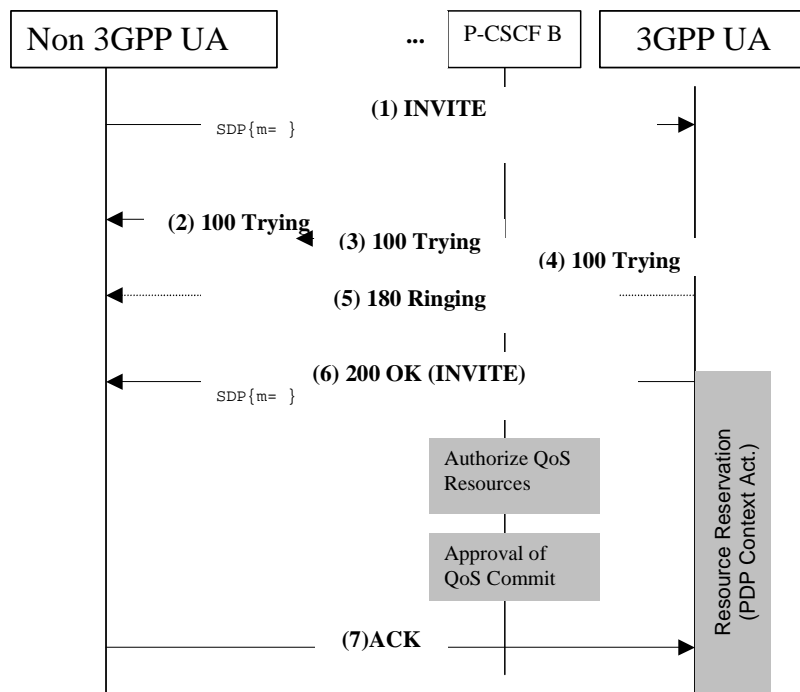 Non 3GPP UA
...
P-CSCF B
3GPP UA
(1) INVITE
SDP{m= }
(2) 100 Trying
(3) 100 Trying
(4) 100 Trying
(5) 180 Ringing
(6) 200 OK (INVITE)
SDP{m= }
Authorize QoS
Resources
Approval of
QoS Commit
Resource Reservation
(PDP Context Act.)
(7)ACK